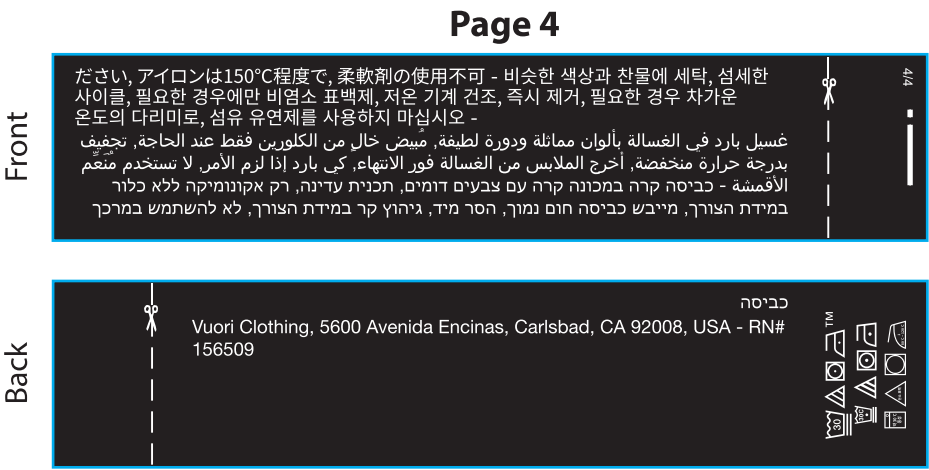 Page 4
Front
ださい, アイロンは150°C程度で, 柔軟剤の使用不可 - 비슷한 색상과 찬물에 세탁, 섬세한
사이클, 필요한 경우에만 비염소 표백제, 저온 기계 건조, 즉시 제거, 필요한 경우 차가운
온도의 다리미로, 섬유 유연제를 사용하지 마십시오 -
غسيل بارد في الغسالة بألوان مماثلة ودورة لطيفة, مُبيض خالٍ من الكلورين فقط عند الحاجة, تجفيف
بدرجة حرارة منخفضة, أخرج الملابس من الغسالة فور الانتهاء, كي بارد إذا لزم الأمر, لا تستخدم مُنَعِّم
الأقمشة - כביסה קרה במכונה קרה עם צבעים דומים, תכנית עדינה, רק אקונומיקה ללא כלור
במידת הצורך, מייבש כביסה חום נמוך, הסר מיד, גיהוץ קר במידת הצורך, לא להשתמש במרכך
4/4
Back
כביסה
Vuori Clothing, 5600 Avenida Encinas, Carlsbad, CA 92008, USA - RN#
156509
TM
30
30C